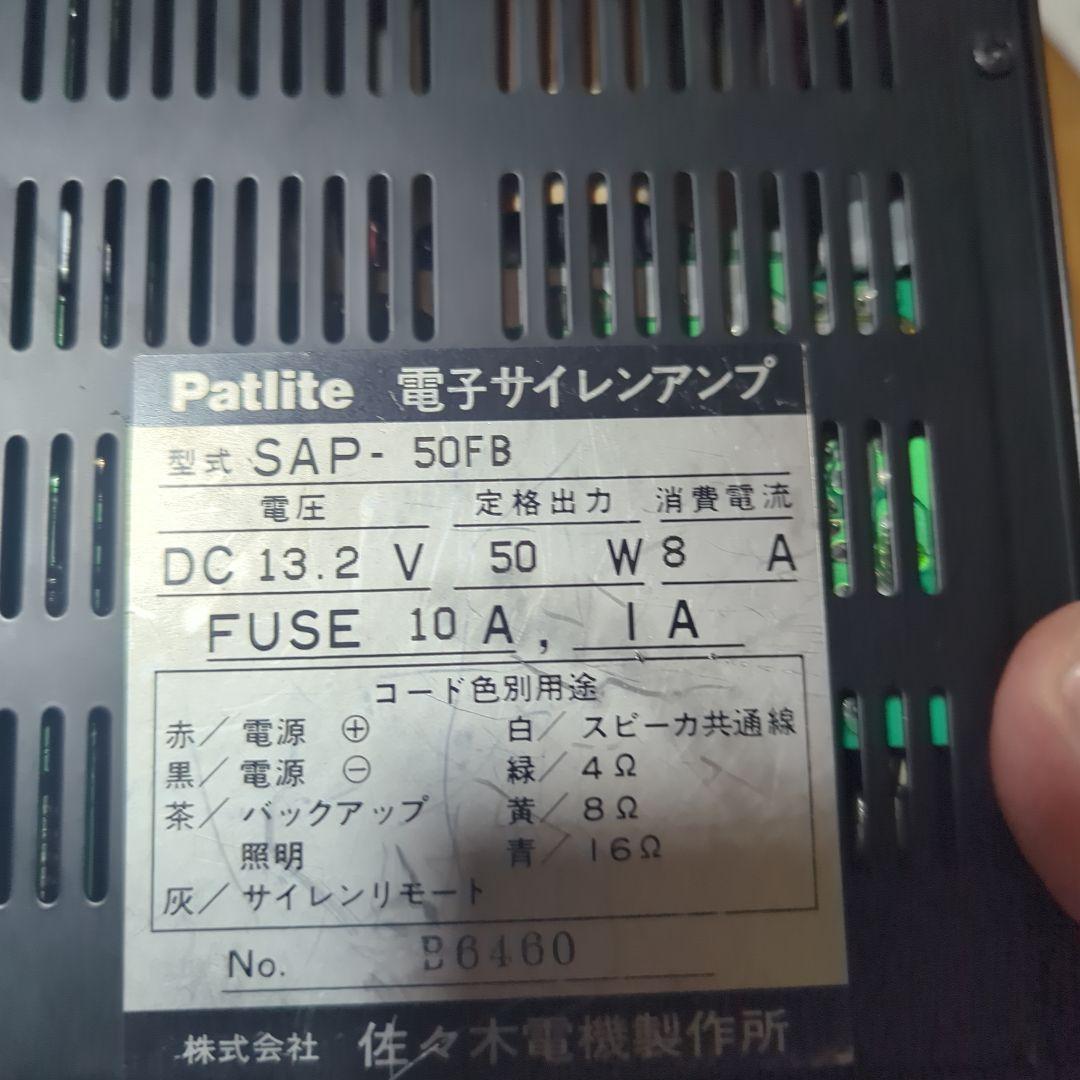 Patlite 電子サイレンアンプ
型式 SAP- 50FB
電圧 定格出力 消費電流
DC 13.2 V 50 W 8 A
FUSE 10 A, 1 A
コード色別用途
赤/電源 ⊕ 白/スピーカ共通線
黒/電源 ⊖ 緑/4Ω
茶/バックアップ 黄/8Ω
照明 青/16Ω
灰/サイレンリモート
No. B6460
株式会社 佐々木電機製作所